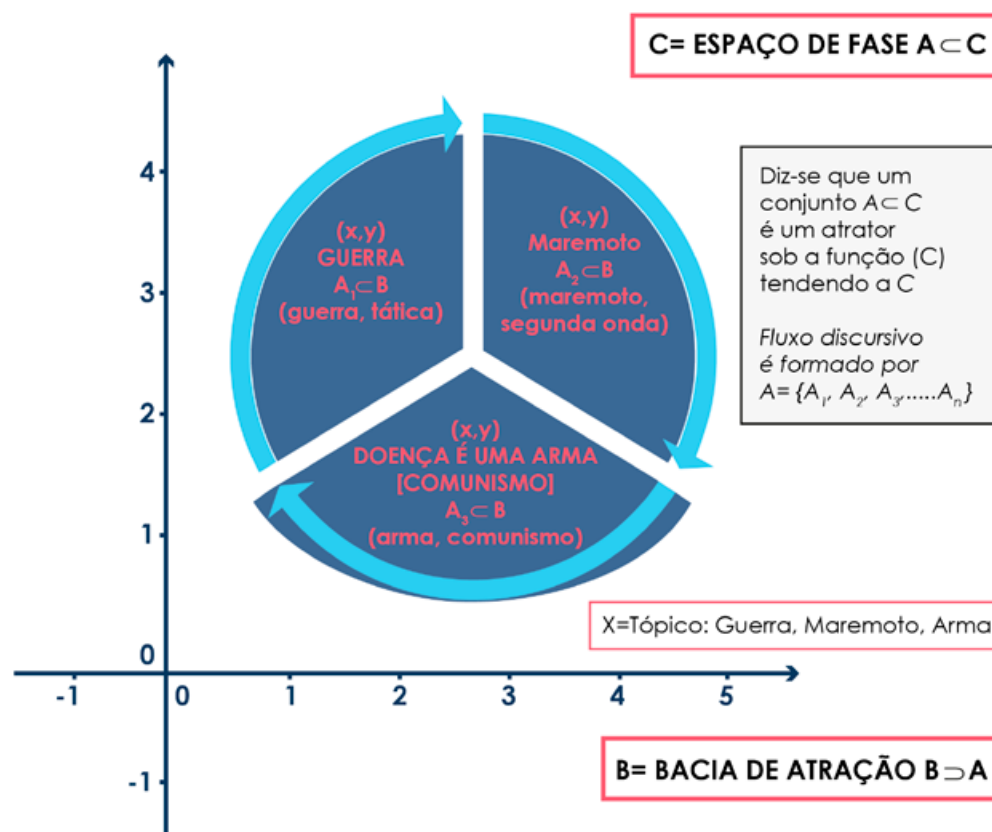 C= ESPAÇO DE FASE A⊂C
4
3
2
1
0
-1
-1
0
1
2
3
4
5
(x,y)
GUERRA
A₁⊂B
(guerra, tática)
(x,y)
Maremoto
A₂⊂B
(maremoto,
segunda onda)
(x,y)
DOENÇA É UMA ARMA
[COMUNISMO]
A₃⊂ B
(arma, comunismo)
Diz-se que um
conjunto A⊂ C
é um atrator
sob a função (C)
tendendo a C
Fluxo discursivo
é formado por
A= {A₁, A₂, A₃,.....Aₙ}
X=Tópico: Guerra, Maremoto, Arma
B= BACIA DE ATRAÇÃO B⊃A